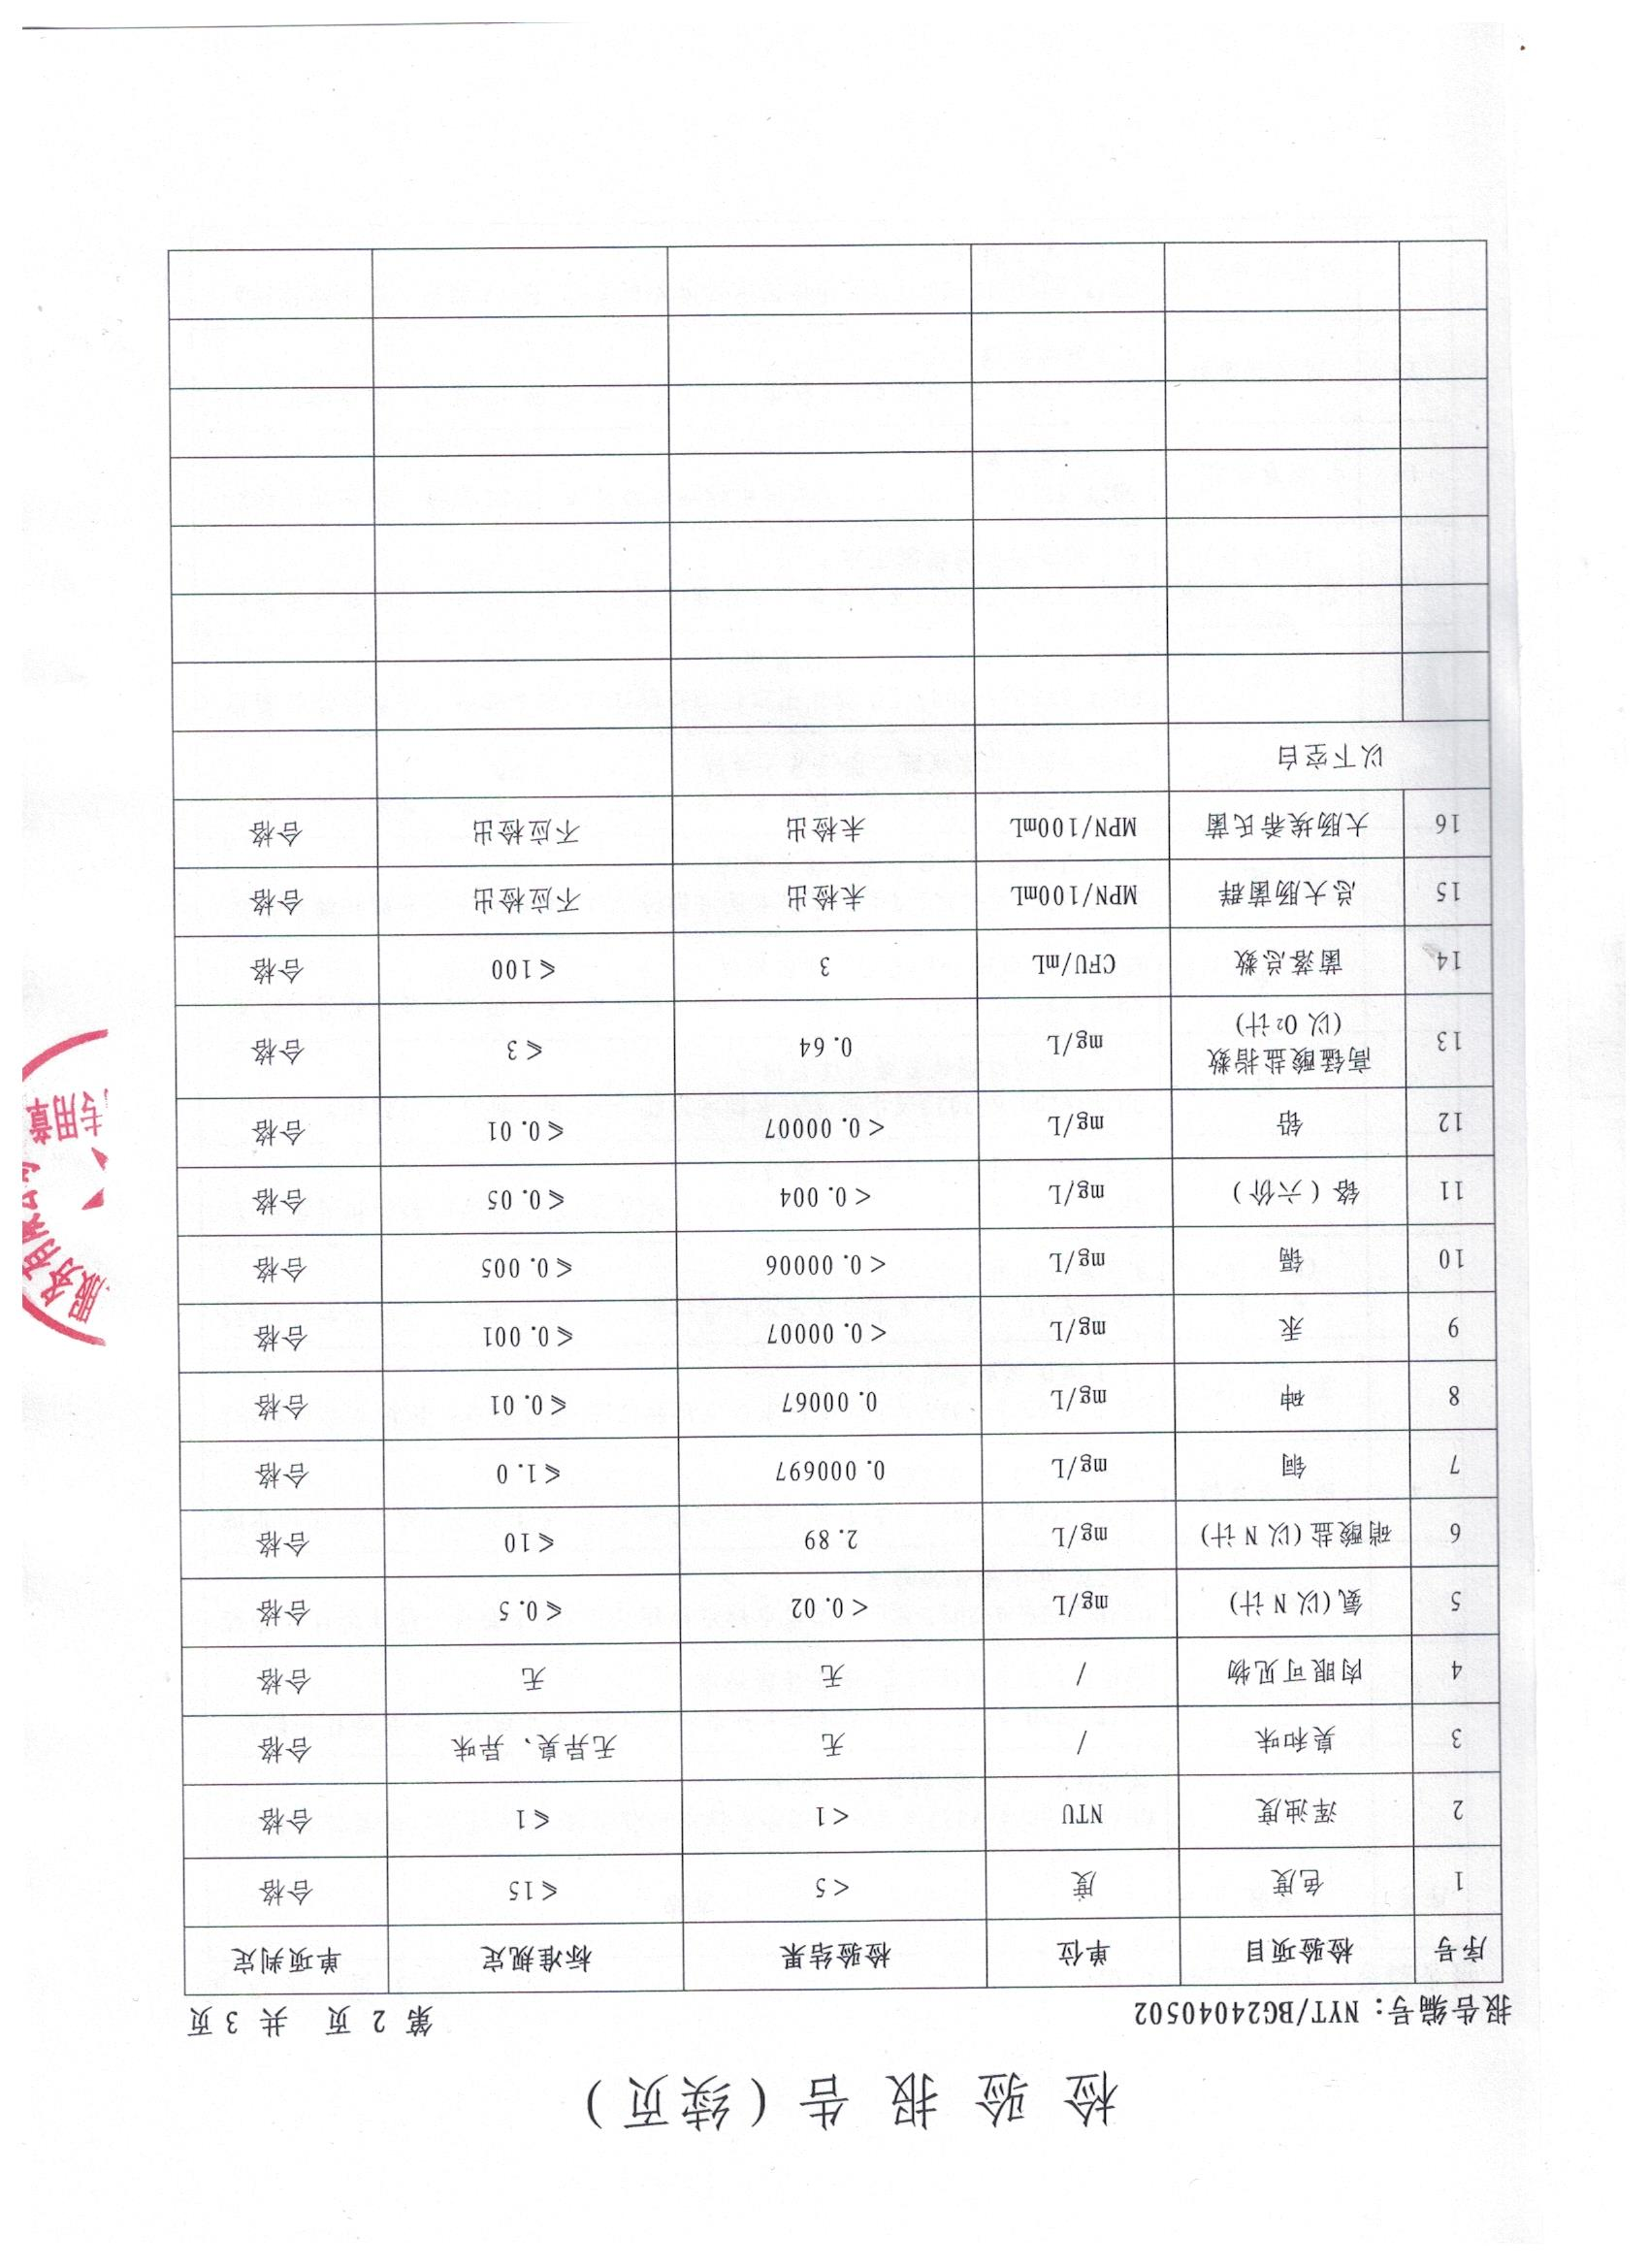 检 验 报 告（续页）
报告编号：NYT/BG24040502 第 2 页 共 3 页
序号 检验项目 单位 检验结果 标准规定 单项判定
1 色度 度 <5 ≤15 合格
2 浑浊度 NTU <1 ≤1 合格
3 臭和味 / 无 无异臭、异味 合格
4 肉眼可见物 / 无 无 合格
5 氨(以 N 计) mg/L <0.02 ≤0.5 合格
6 硝酸盐(以 N 计) mg/L 2.89 ≤10 合格
7 铜 mg/L 0.000697 ≤1.0 合格
8 砷 mg/L 0.00067 ≤0.01 合格
9 汞 mg/L <0.00007 ≤0.001 合格
10 镉 mg/L <0.00006 ≤0.005 合格
11 铬（六价） mg/L <0.004 ≤0.05 合格
12 铅 mg/L <0.00007 ≤0.01 合格
13 高锰酸盐指数 mg/L 0.64 ≤3 合格
(以 O₂ 计)
14 菌落总数 CFU/mL 3 ≤100 合格
15 总大肠菌群 MPN/100mL 未检出 不应检出 合格
16 大肠埃希氏菌 MPN/100mL 未检出 不应检出 合格
以下空白
服务有限公司
专用章